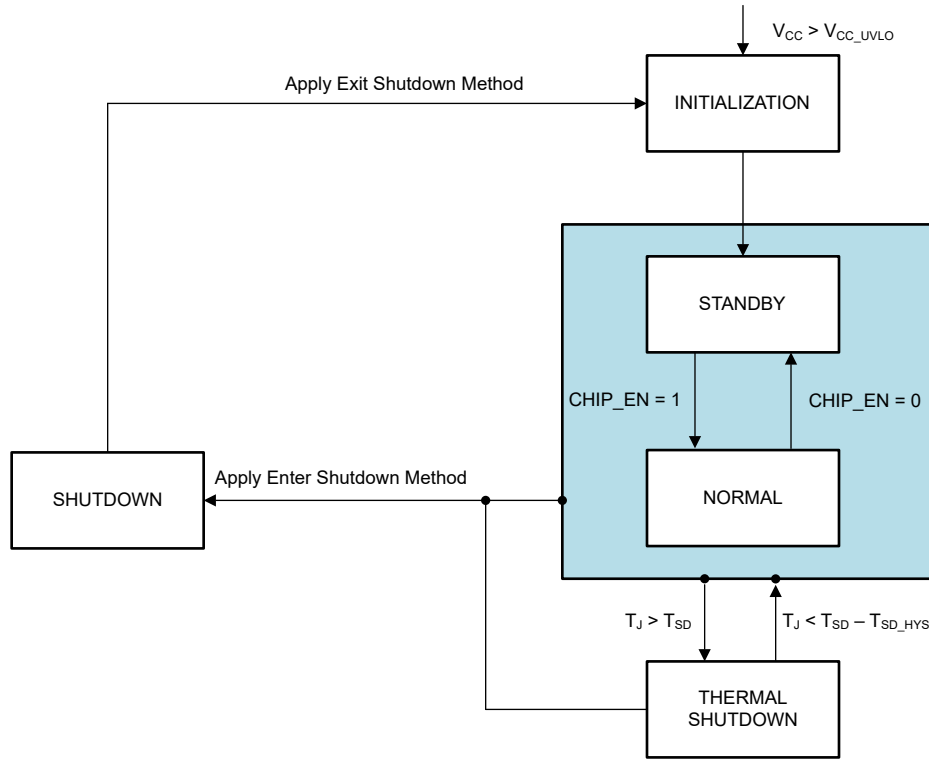 V_CC > V_CC_UVLO
Apply Exit Shutdown Method
INITIALIZATION
STANDBY
CHIP_EN = 1
CHIP_EN = 0
Apply Enter Shutdown Method
SHUTDOWN
NORMAL
T_J > T_SD
T_J < T_SD – T_SD_HYS
THERMAL
SHUTDOWN